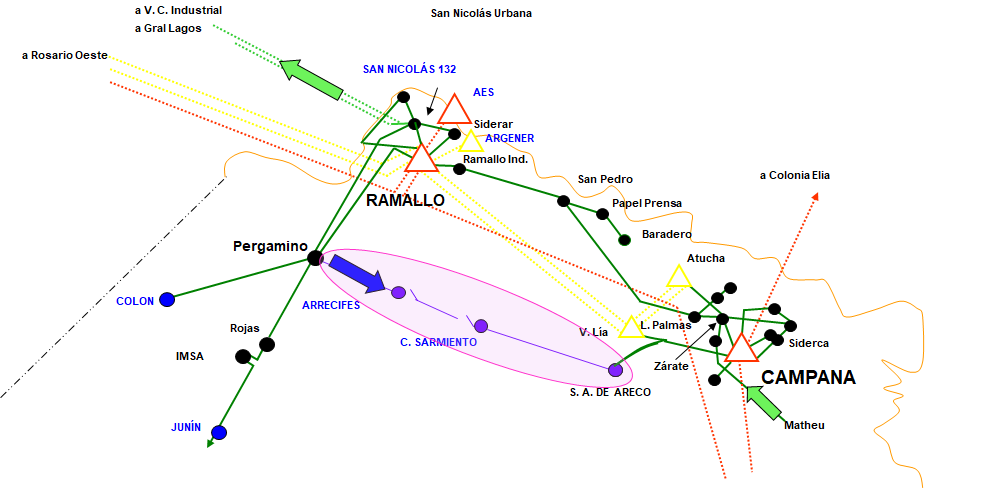 a V. C. Industrial
San Nicolás Urbana
a Gral Lagos
a Rosario Oeste
SAN NICOLÁS 132
AES
Siderar
ARGENER
Ramallo Ind.
RAMALLO
San Pedro
a Colonia Elia
Papel Prensa
Baradero
Pergamino
Atucha
COLON
ARRECIFES
Rojas
V. Lía
L. Palmas
C. SARMIENTO
Siderca
IMSA
Zárate
CAMPANA
S. A. DE ARECO
JUNÍN
Matheu